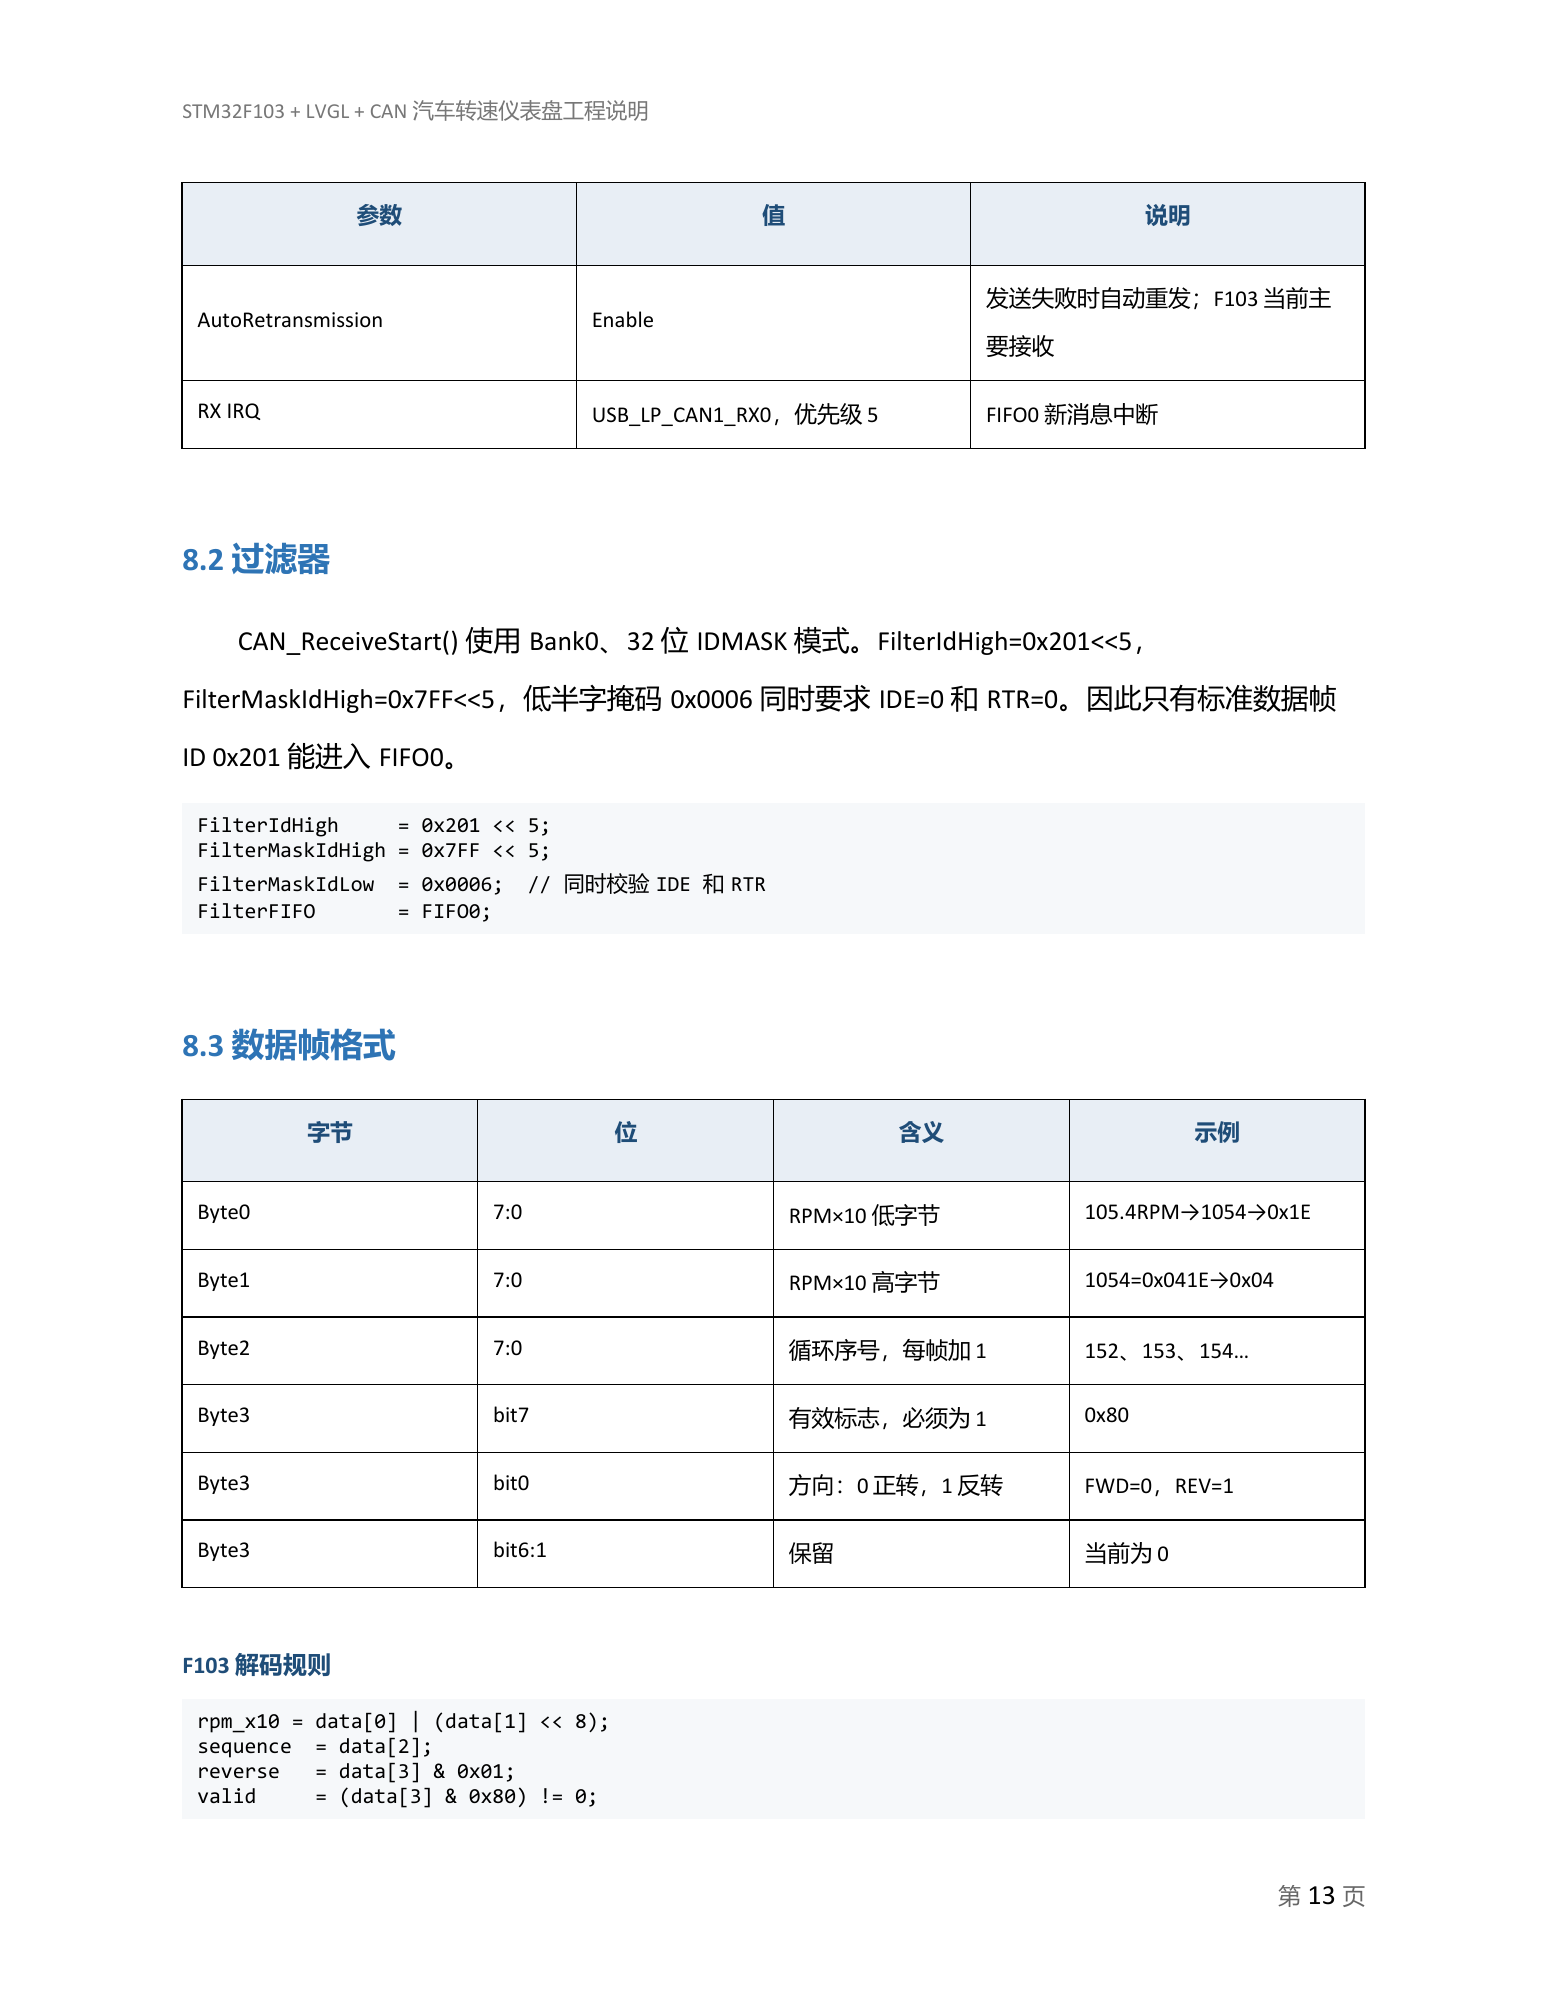 STM32F103 + LVGL + CAN 汽车转速仪表盘工程说明
参数 值 说明
AutoRetransmission Enable 发送失败时自动重发；F103 当前主
要接收
RX IRQ USB_LP_CAN1_RX0，优先级 5 FIFO0 新消息中断
8.2 过滤器
CAN_ReceiveStart() 使用 Bank0、32 位 IDMASK 模式。FilterIdHigh=0x201<<5，
FilterMaskIdHigh=0x7FF<<5，低半字掩码 0x0006 同时要求 IDE=0 和 RTR=0。因此只有标准数据帧
ID 0x201 能进入 FIFO0。
FilterIdHigh     = 0x201 << 5;
FilterMaskIdHigh = 0x7FF << 5;
FilterMaskIdLow  = 0x0006;  // 同时校验 IDE 和 RTR
FilterFIFO       = FIFO0;
8.3 数据帧格式
字节 位 含义 示例
Byte0 7:0 RPM×10 低字节 105.4RPM→1054→0x1E
Byte1 7:0 RPM×10 高字节 1054=0x041E→0x04
Byte2 7:0 循环序号，每帧加 1 152、153、154…
Byte3 bit7 有效标志，必须为 1 0x80
Byte3 bit0 方向：0 正转，1 反转 FWD=0，REV=1
Byte3 bit6:1 保留 当前为 0
F103 解码规则
rpm_x10 = data[0] | (data[1] << 8);
sequence  = data[2];
reverse   = data[3] & 0x01;
valid     = (data[3] & 0x80) != 0;
第 13 页